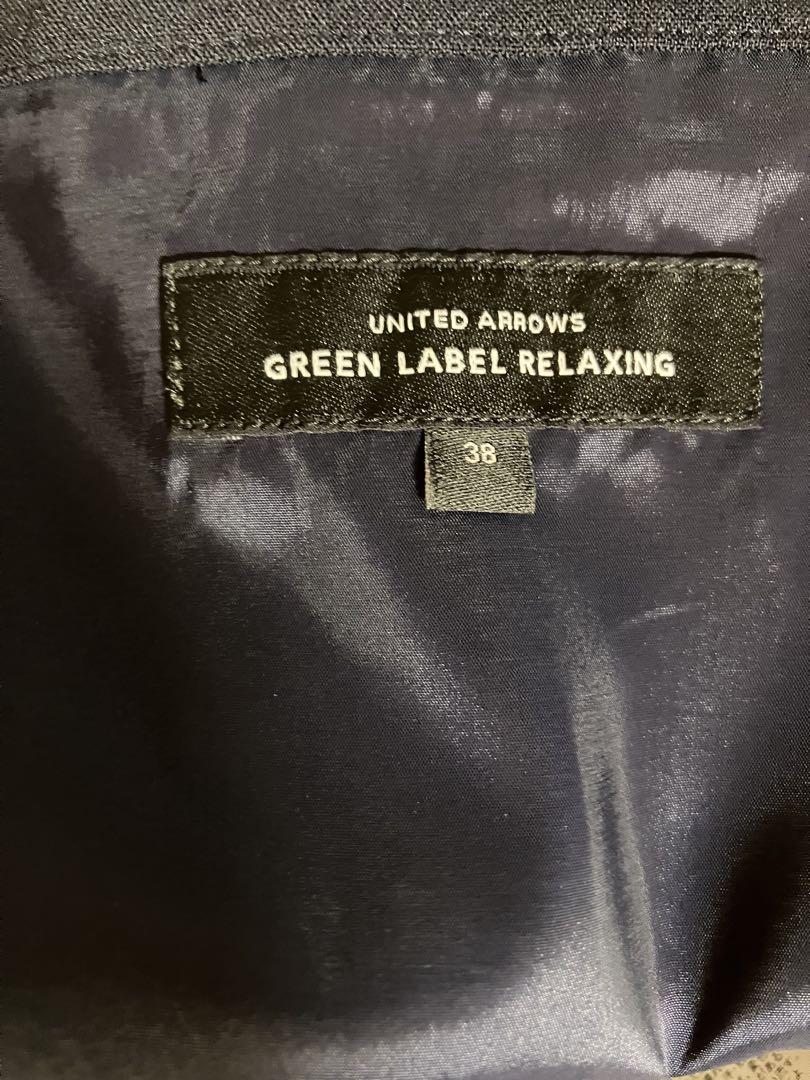 UNITED ARROWS
GREEN LABEL RELAXING
38